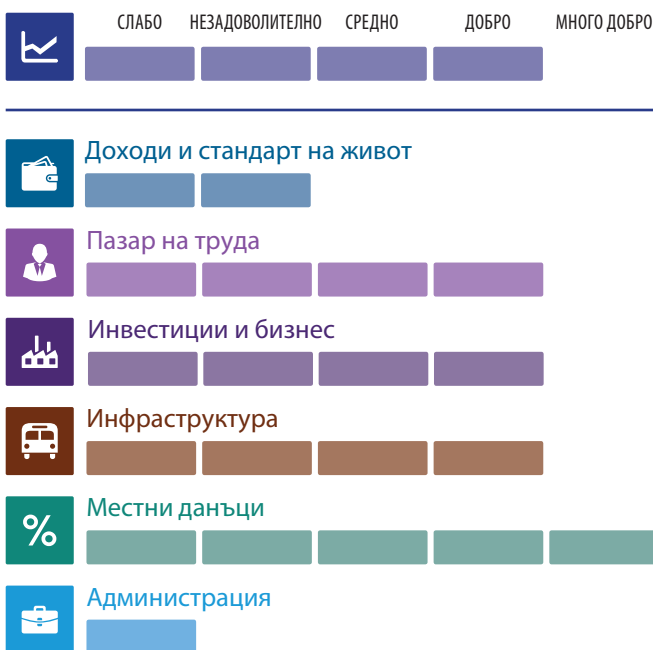 СЛАБО НЕЗАДОВОЛИТЕЛНО СРЕДНО ДОБРО МНОГО ДОБРО
Доходи и стандарт на живот
Пазар на труда
Инвестиции и бизнес
Инфраструктура
Местни данъци
%
Администрация